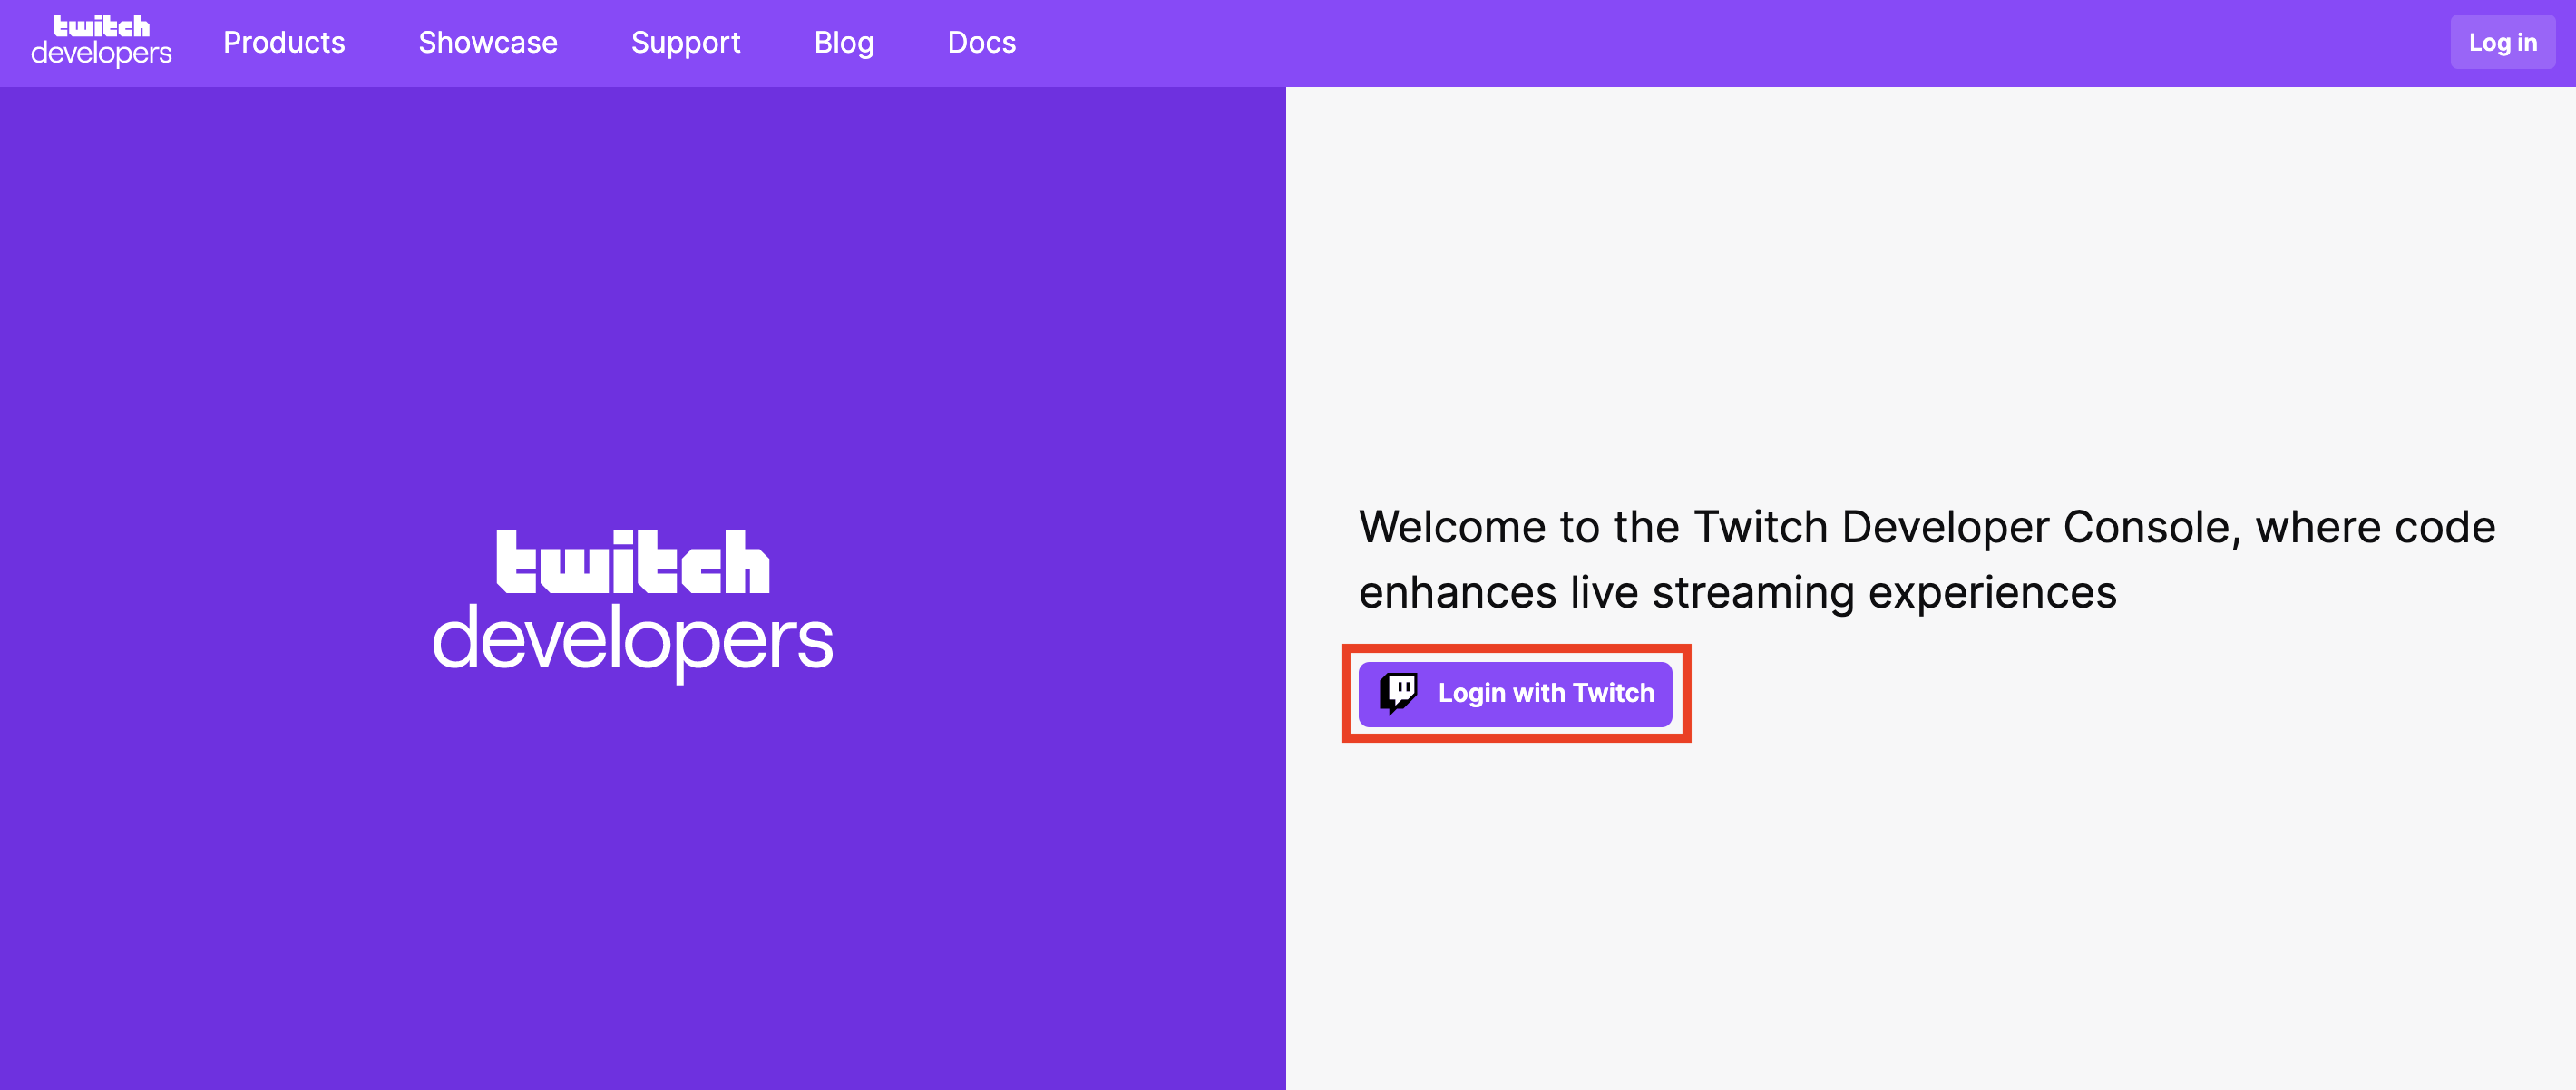 twitch
developers
Products
Showcase
Support
Blog
Docs
Log in
twitch
developers
Welcome to the Twitch Developer Console, where code
enhances live streaming experiences
Login with Twitch